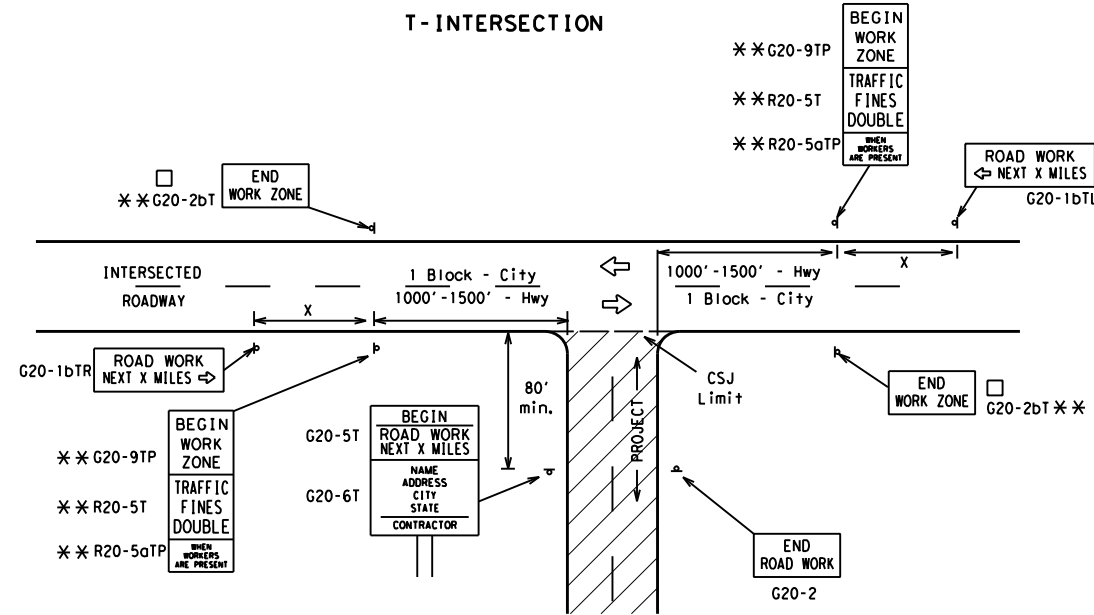 T-INTERSECTION
BEGIN
WORK
ZONE
TRAFFIC
FINES
DOUBLE
WHEN
WORKERS
ARE PRESENT
**G20-9TP
**R20-5T
**R20-5aTP
ROAD WORK
⇦ NEXT X MILES
G20-1bTL
END
WORK ZONE
□
**G20-2bT
INTERSECTED
ROADWAY
1 Block - City
1000'-1500' - Hwy
1000'-1500' - Hwy
1 Block - City
X
X
G20-1bTR
ROAD WORK
NEXT X MILES ⇨
80'
min.
CSJ
Limit
PROJECT
END
WORK ZONE
□
G20-2bT **
BEGIN
WORK
ZONE
TRAFFIC
FINES
DOUBLE
WHEN
WORKERS
ARE PRESENT
** G20-9TP
** R20-5T
** R20-5aTP
G20-5T
BEGIN
ROAD WORK
NEXT X MILES
G20-6T
NAME
ADDRESS
CITY
STATE
CONTRACTOR
END
ROAD WORK
G20-2